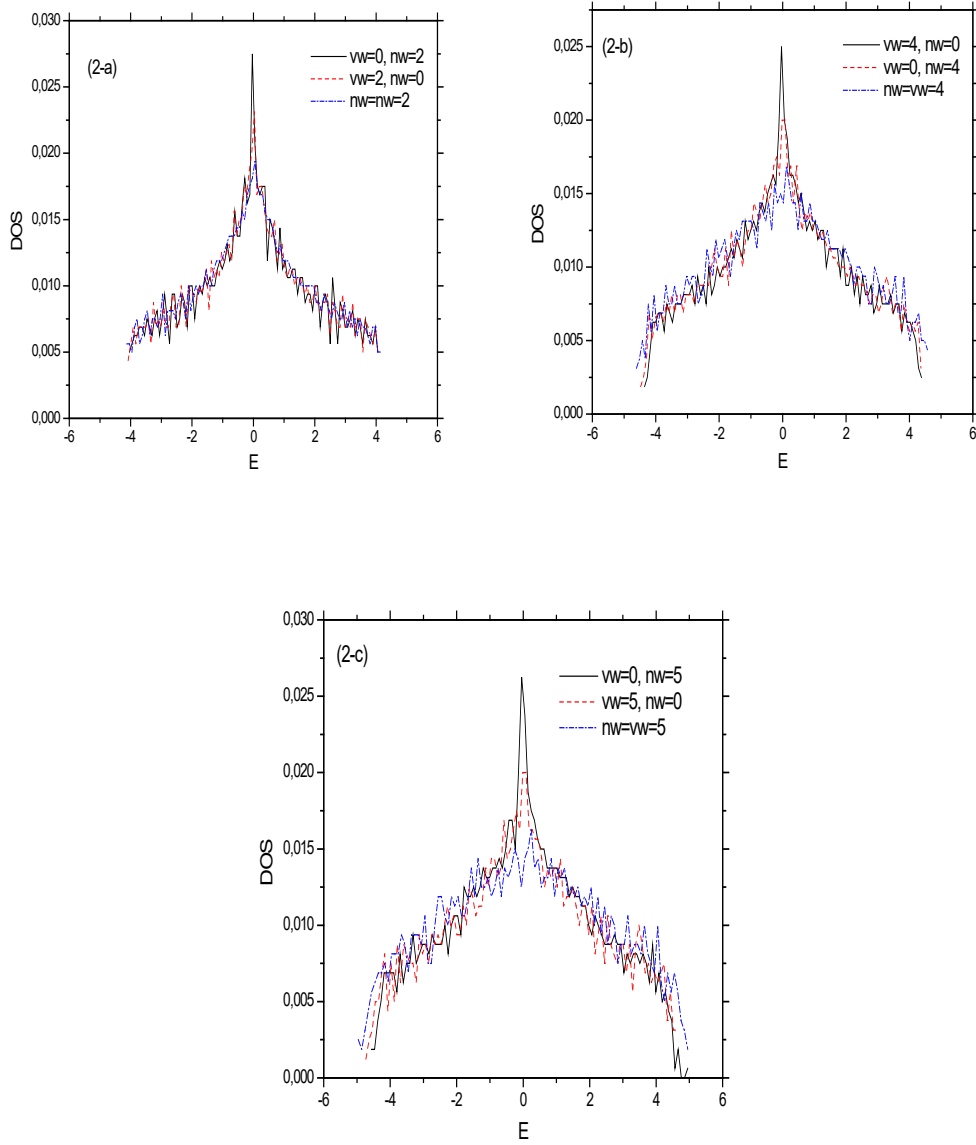 (2-a)
vw=0, nw=2
vw=2, nw=0
nw=nw=2
DOS
0,030
0,025
0,020
0,015
0,010
0,005
0,000
-6 -4 -2 0 2 4 6
E
(2-b)
vw=4, nw=0
vw=0, nw=4
nw=vw=4
DOS
0,025
0,020
0,015
0,010
0,005
0,000
-6 -4 -2 0 2 4 6
E
(2-c)
vw=0, nw=5
vw=5, nw=0
nw=vw=5
DOS
0,030
0,025
0,020
0,015
0,010
0,005
0,000
-6 -4 -2 0 2 4 6
E